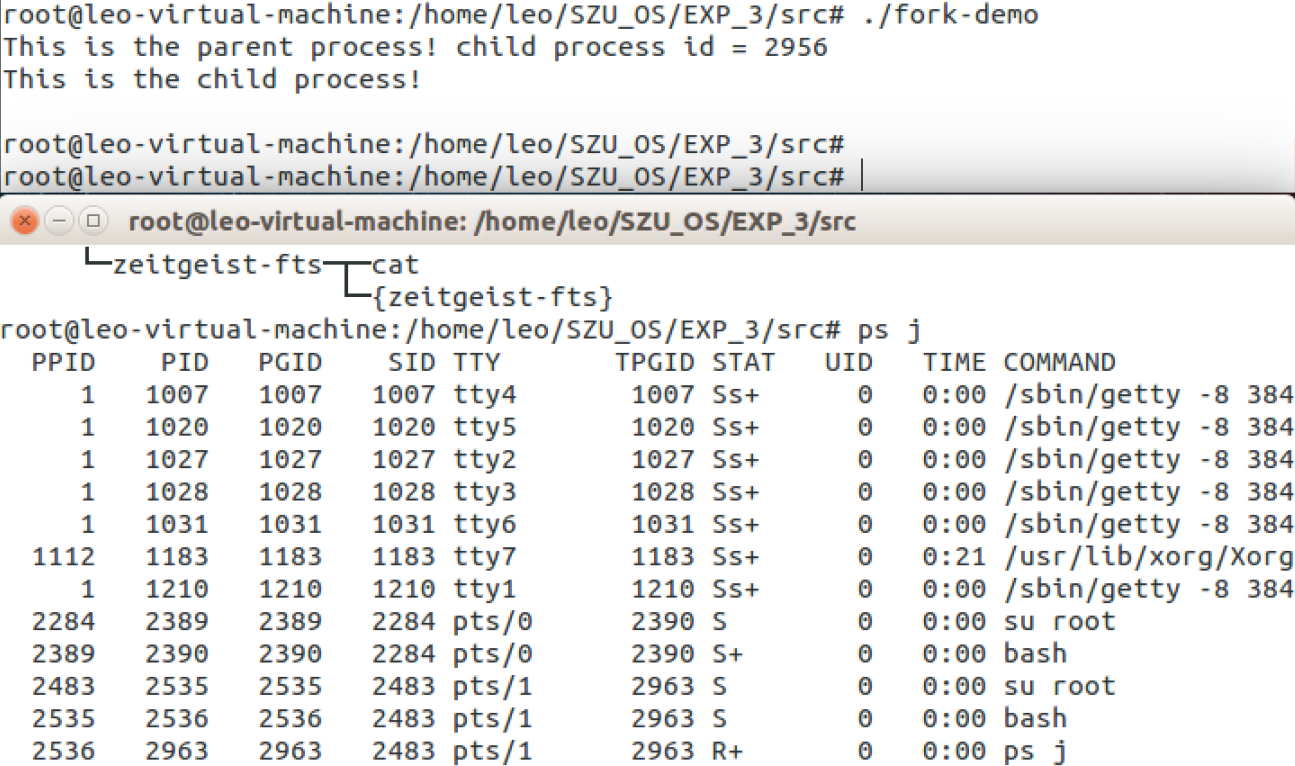 root@leo-virtual-machine:/home/leo/SZU_OS/EXP_3/src# ./fork-demo
This is the parent process! child process id = 2956
This is the child process!
root@leo-virtual-machine:/home/leo/SZU_OS/EXP_3/src#
root@leo-virtual-machine:/home/leo/SZU_OS/EXP_3/src#
root@leo-virtual-machine: /home/leo/SZU_OS/EXP_3/src
└─zeitgeist-fts─┬─cat
└─{zeitgeist-fts}
root@leo-virtual-machine:/home/leo/SZU_OS/EXP_3/src# ps j
PPID PID PGID SID TTY TPGID STAT UID TIME COMMAND
1 1007 1007 1007 tty4 1007 Ss+ 0 0:00 /sbin/getty -8 384
1 1020 1020 1020 tty5 1020 Ss+ 0 0:00 /sbin/getty -8 384
1 1027 1027 1027 tty2 1027 Ss+ 0 0:00 /sbin/getty -8 384
1 1028 1028 1028 tty3 1028 Ss+ 0 0:00 /sbin/getty -8 384
1 1031 1031 1031 tty6 1031 Ss+ 0 0:00 /sbin/getty -8 384
1112 1183 1183 1183 tty7 1183 Ss+ 0 0:21 /usr/lib/xorg/Xorg
1 1210 1210 1210 tty1 1210 Ss+ 0 0:00 /sbin/getty -8 384
2284 2389 2389 2284 pts/0 2390 S 0 0:00 su root
2389 2390 2390 2284 pts/0 2390 S+ 0 0:00 bash
2483 2535 2535 2483 pts/1 2963 S 0 0:00 su root
2535 2536 2536 2483 pts/1 2963 S 0 0:00 bash
2536 2963 2963 2483 pts/1 2963 R+ 0 0:00 ps j